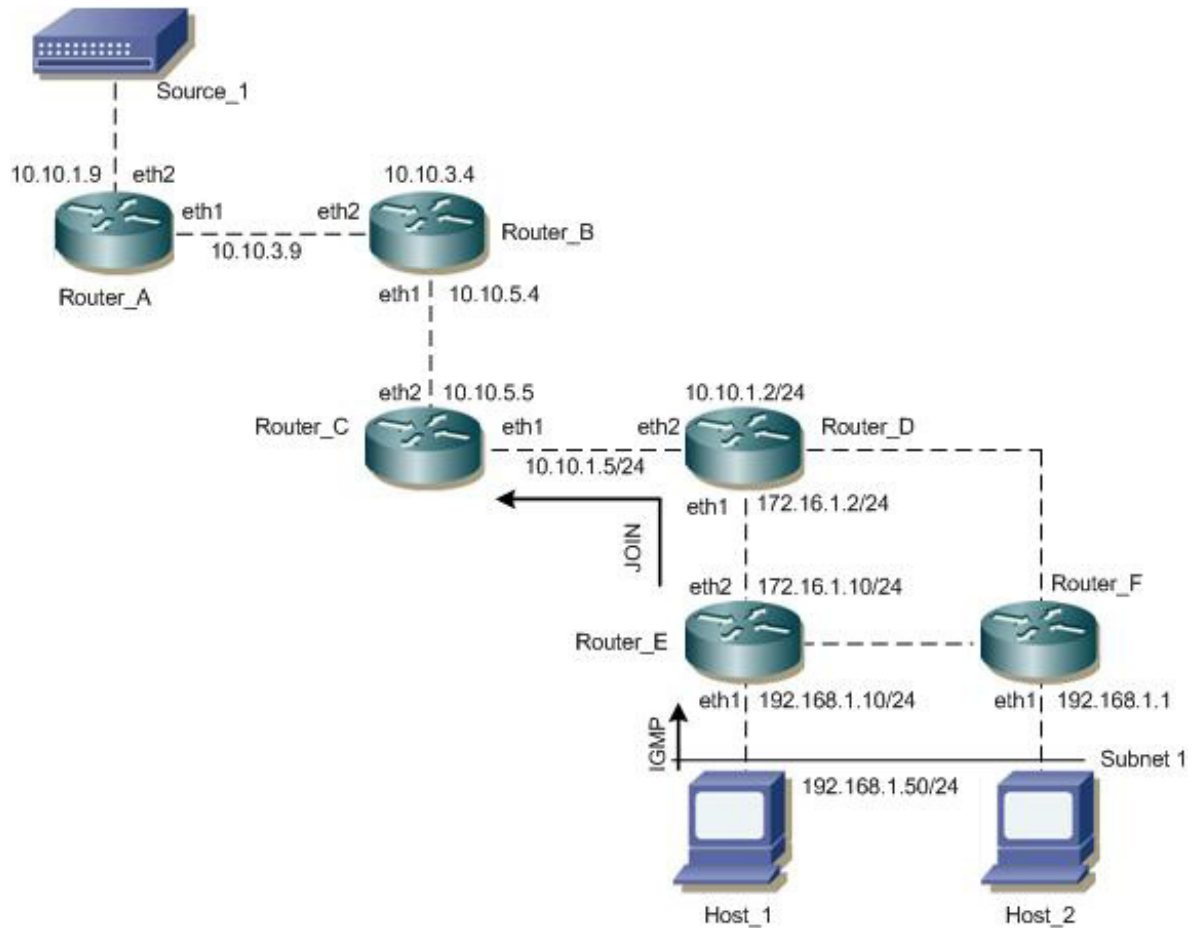 Source_1
10.10.1.9
eth2
10.10.3.4
eth1
eth2
Router_B
10.10.3.9
Router_A
eth1
10.10.5.4
eth2
10.10.5.5
10.10.1.2/24
Router_C
eth1
eth2
Router_D
10.10.1.5/24
eth1
172.16.1.2/24
JOIN
eth2
172.16.1.10/24
Router_F
Router_E
eth1
192.168.1.10/24
eth1
192.168.1.1
IGMP
Subnet 1
192.168.1.50/24
Host_1
Host_2